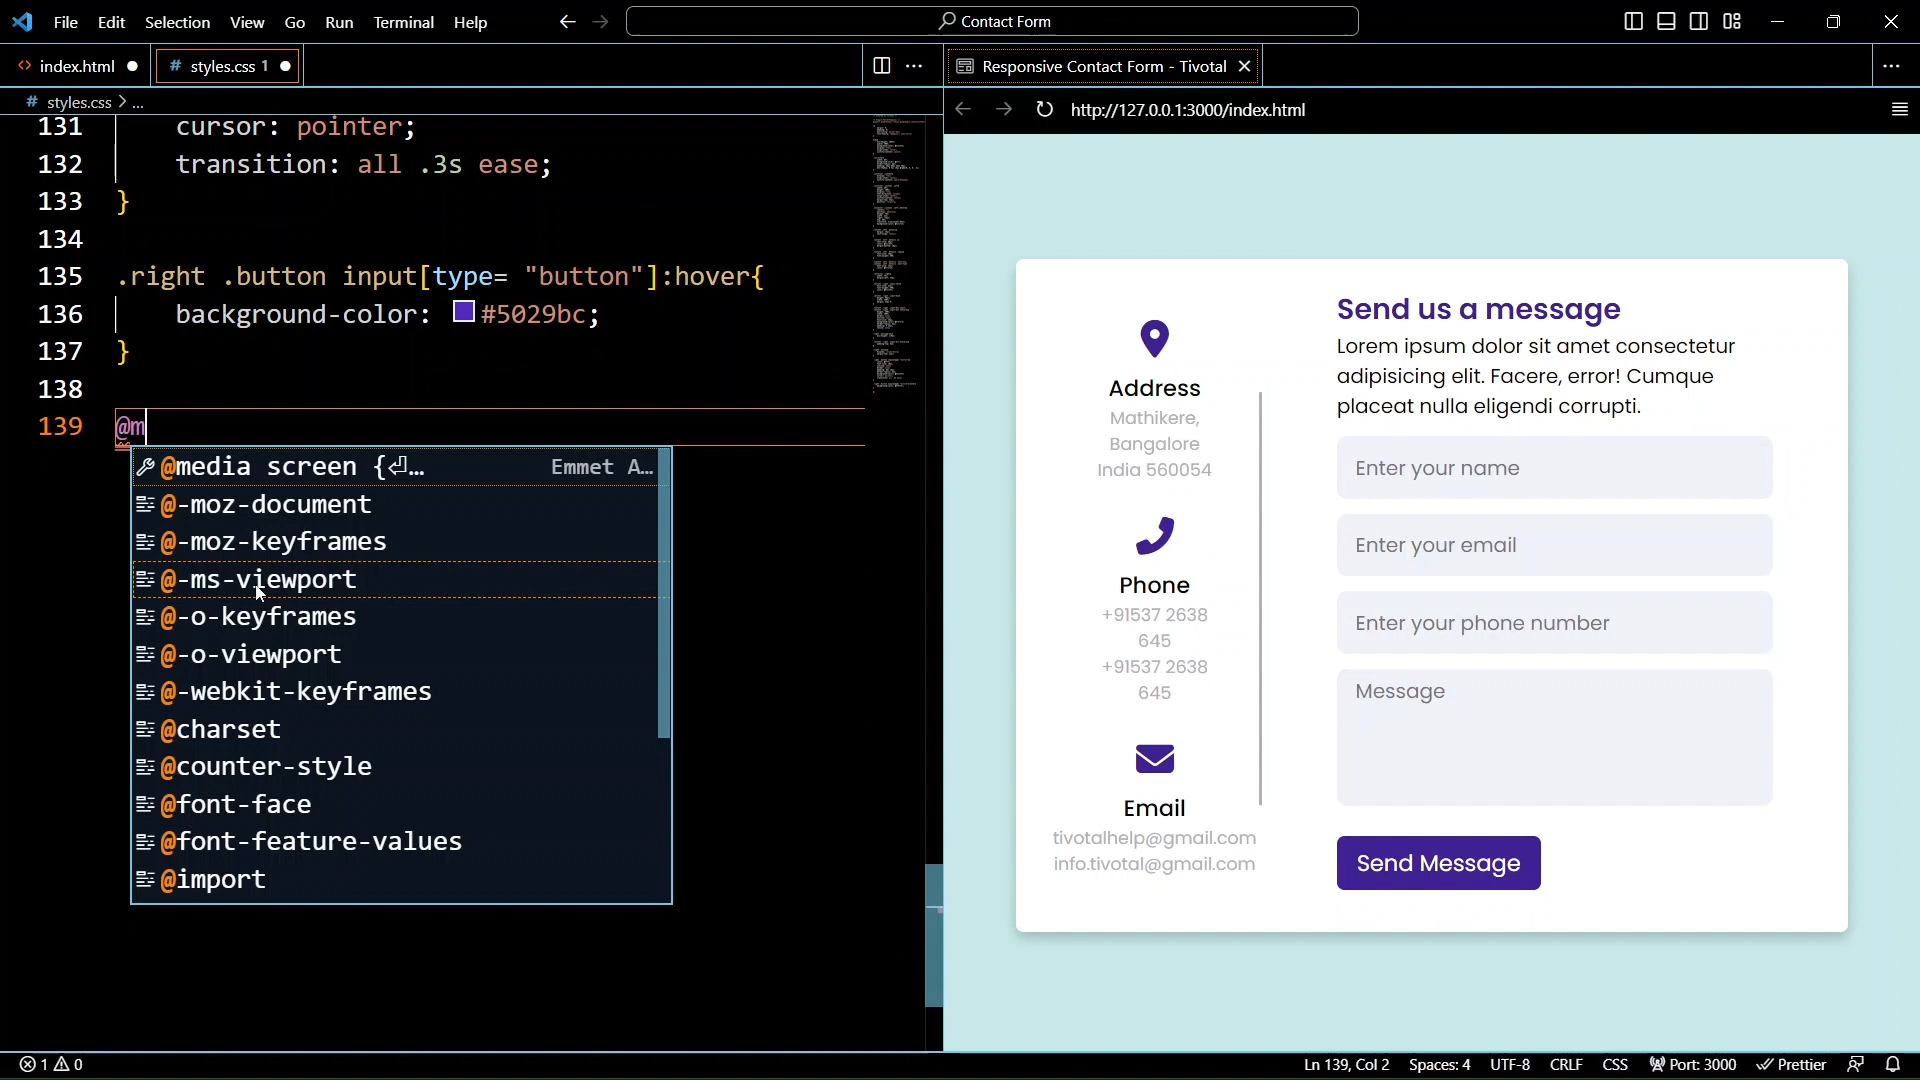 File Edit Selection View Go Run Terminal Help
Contact Form
index.html
# styles.css 1
Responsive Contact Form - Tivotal
# styles.css > ...
http://127.0.0.1:3000/index.html
131 cursor: pointer;
132 transition: all .3s ease;
133 }
134
135 .right .button input[type= "button"]:hover{
136 background-color: #5029bc;
137 }
138
139 @m
@media screen {⏎… Emmet A…
@-moz-document
@-moz-keyframes
@-ms-viewport
@-o-keyframes
@-o-viewport
@-webkit-keyframes
@charset
@counter-style
@font-face
@font-feature-values
@import
Address
Mathikere,
Bangalore
India 560054
Phone
+91537 2638
645
+91537 2638
645
Email
tivotalhelp@gmail.com
info.tivotal@gmail.com
Send us a message
Lorem ipsum dolor sit amet consectetur
adipisicing elit. Facere, error! Cumque
placeat nulla eligendi corrupti.
Enter your name
Enter your email
Enter your phone number
Message
Send Message
1 0
Ln 139, Col 2 Spaces: 4 UTF-8 CRLF CSS Port: 3000 Prettier